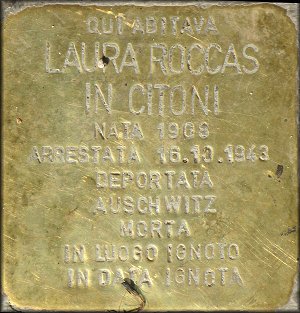 QUI ABITAVA
LAURA ROCCAS
IN CITONI
NATA 1908
ARRESTATA 16.10.1943
DEPORTATA
AUSCHWITZ
MORTA
IN LUOGO IGNOTO
IN DATA IGNOTA